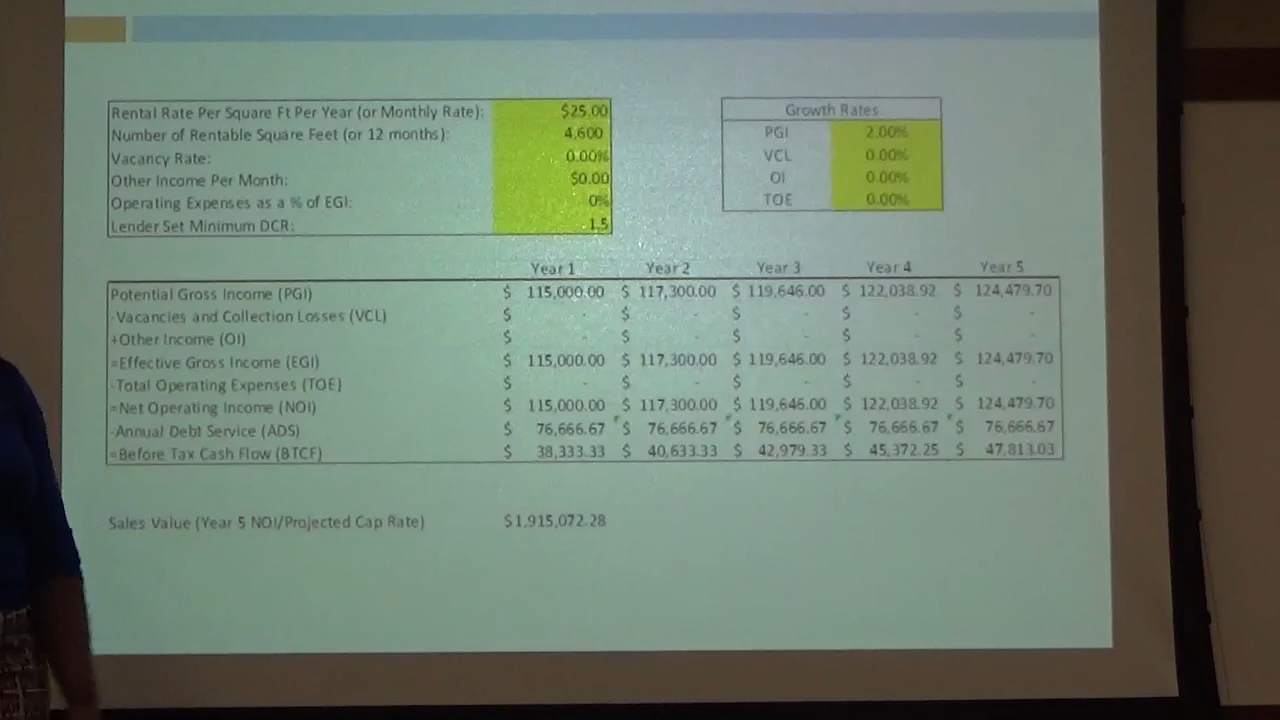 Rental Rate Per Square Ft Per Year (or Monthly Rate): $25.00
Number of Rentable Square Feet (or 12 months): 4,600
Vacancy Rate: 0.00%
Other Income Per Month: $0.00
Operating Expenses as a % of EGI: 0%
Lender Set Minimum DCR: 1.5
Growth Rates
PGI 2.00%
VCL 0.00%
OI 0.00%
TOE 0.00%
Year 1 Year 2 Year 3 Year 4 Year 5
Potential Gross Income (PGI) $ 115,000.00 $ 117,300.00 $ 119,646.00 $ 122,038.92 $ 124,479.70
-Vacancies and Collection Losses (VCL) $ - $ - $ - $ - $ -
+Other Income (OI) $ - $ - $ - $ - $ -
=Effective Gross Income (EGI) $ 115,000.00 $ 117,300.00 $ 119,646.00 $ 122,038.92 $ 124,479.70
-Total Operating Expenses (TOE) $ - $ - $ - $ - $ -
=Net Operating Income (NOI) $ 115,000.00 $ 117,300.00 $ 119,646.00 $ 122,038.92 $ 124,479.70
-Annual Debt Service (ADS) $ 76,666.67 $ 76,666.67 $ 76,666.67 $ 76,666.67 $ 76,666.67
=Before Tax Cash Flow (BTCF) $ 38,333.33 $ 40,633.33 $ 42,979.33 $ 45,372.25 $ 47,813.03
Sales Value (Year 5 NOI/Projected Cap Rate) $1,915,072.28